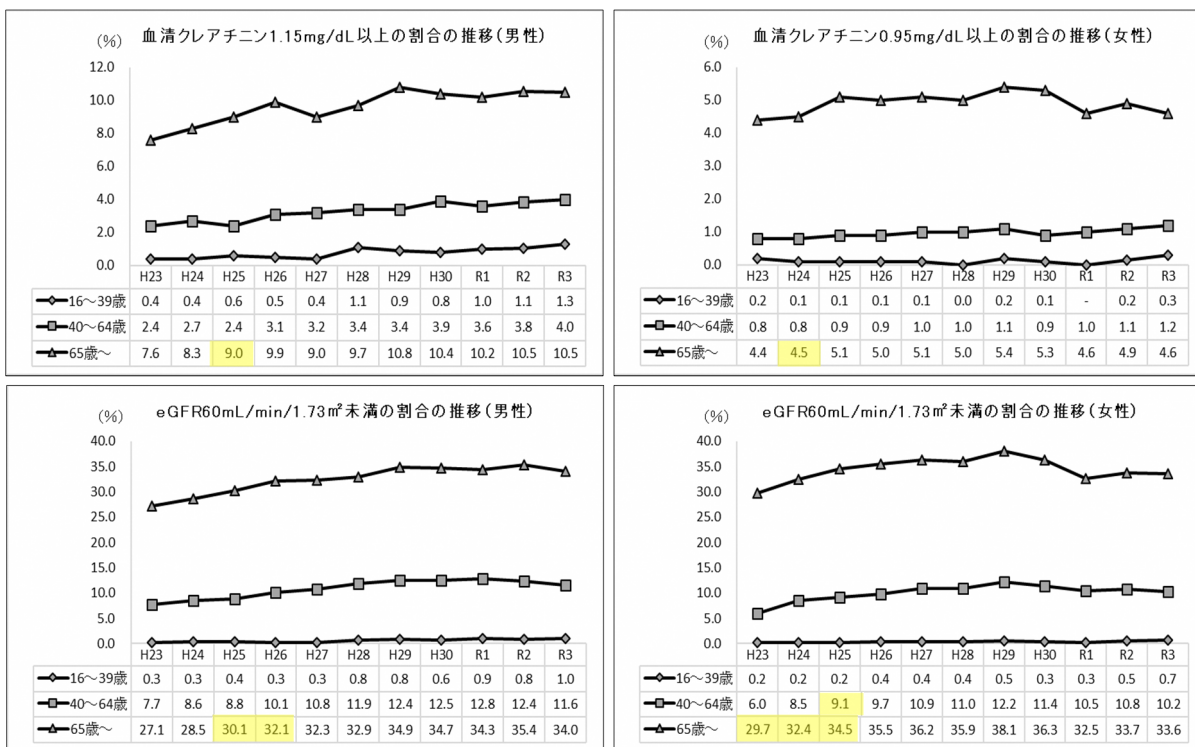 (%)
血清クレアチニン1.15mg/dL以上の割合の推移(男性)
12.0
10.0
8.0
6.0
4.0
2.0
0.0
H23 H24 H25 H26 H27 H28 H29 H30 R1 R2 R3
16～39歳 0.4 0.4 0.6 0.5 0.4 1.1 0.9 0.8 1.0 1.1 1.3
40～64歳 2.4 2.7 2.4 3.1 3.2 3.4 3.4 3.9 3.6 3.8 4.0
65歳～ 7.6 8.3 9.0 9.9 9.0 9.7 10.8 10.4 10.2 10.5 10.5
(%)
血清クレアチニン0.95mg/dL以上の割合の推移(女性)
6.0
5.0
4.0
3.0
2.0
1.0
0.0
H23 H24 H25 H26 H27 H28 H29 H30 R1 R2 R3
16～39歳 0.2 0.1 0.1 0.1 0.1 0.0 0.2 0.1 - 0.2 0.3
40～64歳 0.8 0.8 0.9 0.9 1.0 1.0 1.1 0.9 1.0 1.1 1.2
65歳～ 4.4 4.5 5.1 5.0 5.1 5.0 5.4 5.3 4.6 4.9 4.6
(%)
eGFR60mL/min/1.73㎡未満の割合の推移(男性)
40.0
35.0
30.0
25.0
20.0
15.0
10.0
5.0
0.0
H23 H24 H25 H26 H27 H28 H29 H30 R1 R2 R3
16～39歳 0.3 0.3 0.4 0.3 0.3 0.8 0.8 0.6 0.9 0.8 1.0
40～64歳 7.7 8.6 8.8 10.1 10.8 11.9 12.4 12.5 12.8 12.4 11.6
65歳～ 27.1 28.5 30.1 32.1 32.3 32.9 34.9 34.7 34.3 35.4 34.0
(%)
eGFR60mL/min/1.73㎡未満の割合の推移(女性)
40.0
35.0
30.0
25.0
20.0
15.0
10.0
5.0
0.0
H23 H24 H25 H26 H27 H28 H29 H30 R1 R2 R3
16～39歳 0.2 0.2 0.2 0.4 0.4 0.4 0.5 0.3 0.3 0.5 0.7
40～64歳 6.0 8.5 9.1 9.7 10.9 11.0 12.2 11.4 10.5 10.8 10.2
65歳～ 29.7 32.4 34.5 35.5 36.2 35.9 38.1 36.3 32.5 33.7 33.6